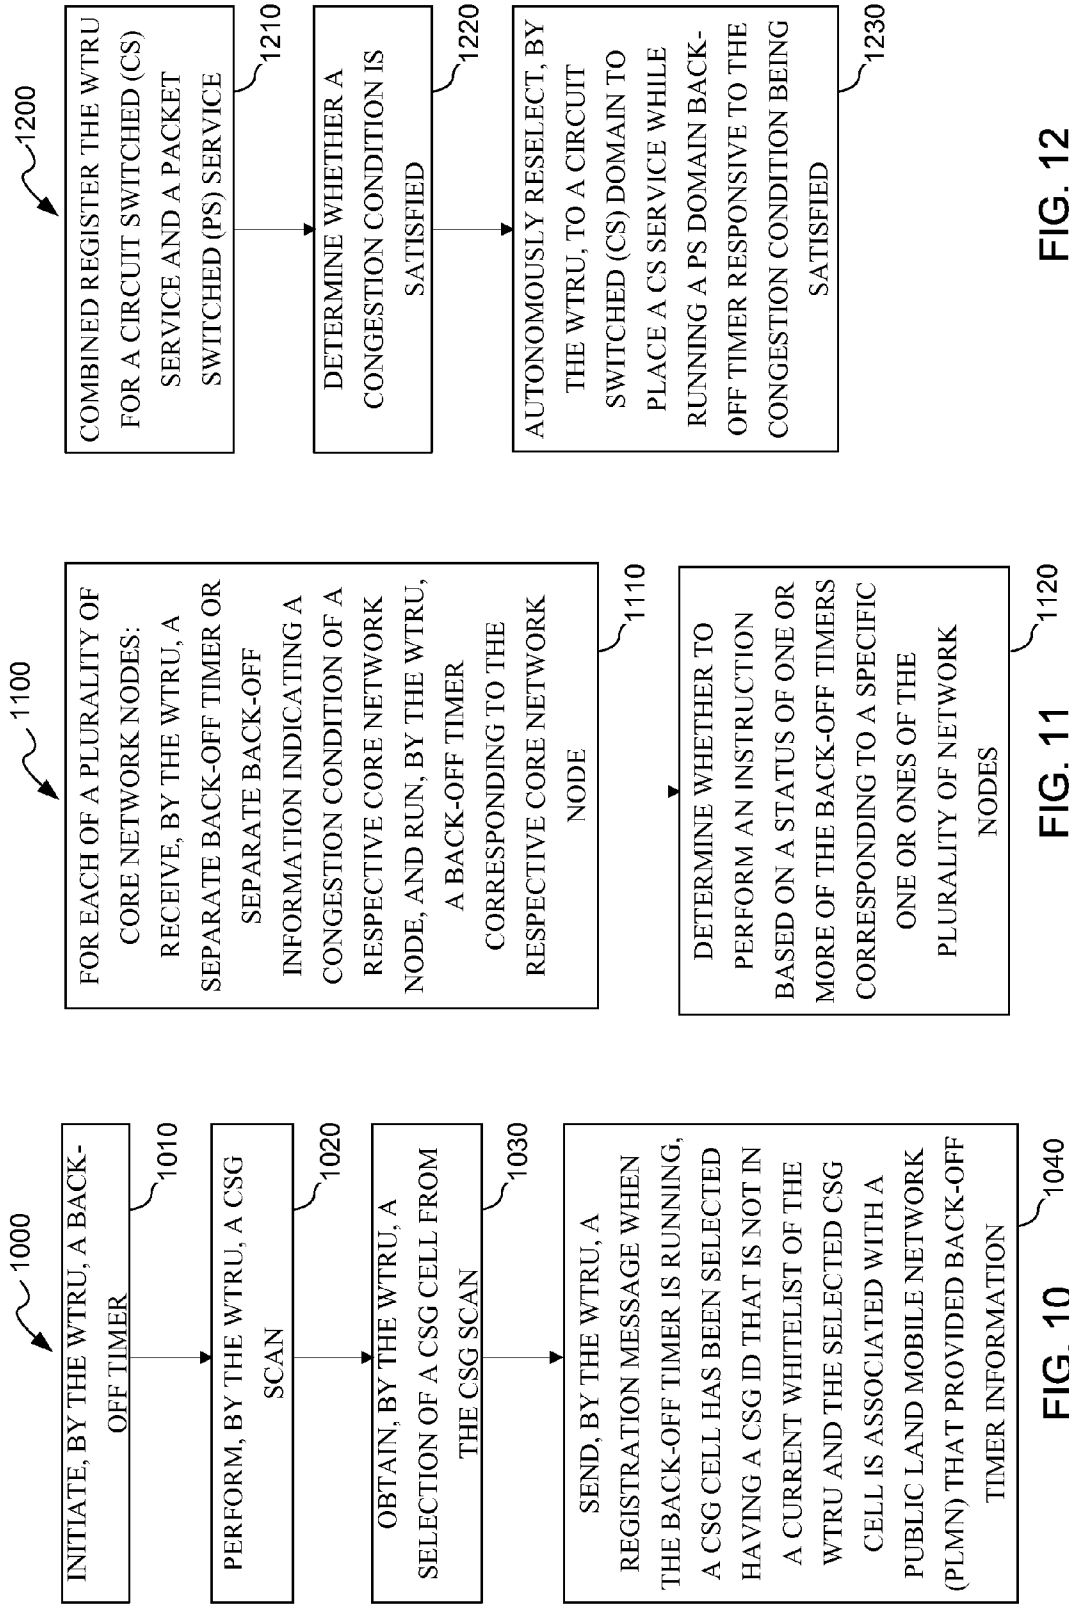 1000
INITIATE, BY THE WTRU, A BACK-
OFF TIMER
1010
PERFORM, BY THE WTRU, A CSG
SCAN
1020
OBTAIN, BY THE WTRU, A
SELECTION OF A CSG CELL FROM
THE CSG SCAN
1030
SEND, BY THE WTRU, A
REGISTRATION MESSAGE WHEN
THE BACK-OFF TIMER IS RUNNING,
A CSG CELL HAS BEEN SELECTED
HAVING A CSG ID THAT IS NOT IN
A CURRENT WHITELIST OF THE
WTRU AND THE SELECTED CSG
CELL IS ASSOCIATED WITH A
PUBLIC LAND MOBILE NETWORK
(PLMN) THAT PROVIDED BACK-OFF
TIMER INFORMATION
1040
FIG. 10
1100
FOR EACH OF A PLURALITY OF
CORE NETWORK NODES:
RECEIVE, BY THE WTRU, A
SEPARATE BACK-OFF TIMER OR
SEPARATE BACK-OFF
INFORMATION INDICATING A
CONGESTION CONDITION OF A
RESPECTIVE CORE NETWORK
NODE, AND RUN, BY THE WTRU,
A BACK-OFF TIMER
CORRESPONDING TO THE
RESPECTIVE CORE NETWORK
NODE
1110
DETERMINE WHETHER TO
PERFORM AN INSTRUCTION
BASED ON A STATUS OF ONE OR
MORE OF THE BACK-OFF TIMERS
CORRESPONDING TO A SPECIFIC
ONE OR ONES OF THE
PLURALITY OF NETWORK
NODES
1120
FIG. 11
1200
COMBINED REGISTER THE WTRU
FOR A CIRCUIT SWITCHED (CS)
SERVICE AND A PACKET
SWITCHED (PS) SERVICE
1210
DETERMINE WHETHER A
CONGESTION CONDITION IS
SATISFIED
1220
AUTONOMOUSLY RESELECT, BY
THE WTRU, TO A CIRCUIT
SWITCHED (CS) DOMAIN TO
PLACE A CS SERVICE WHILE
RUNNING A PS DOMAIN BACK-
OFF TIMER RESPONSIVE TO THE
CONGESTION CONDITION BEING
SATISFIED
1230
FIG. 12